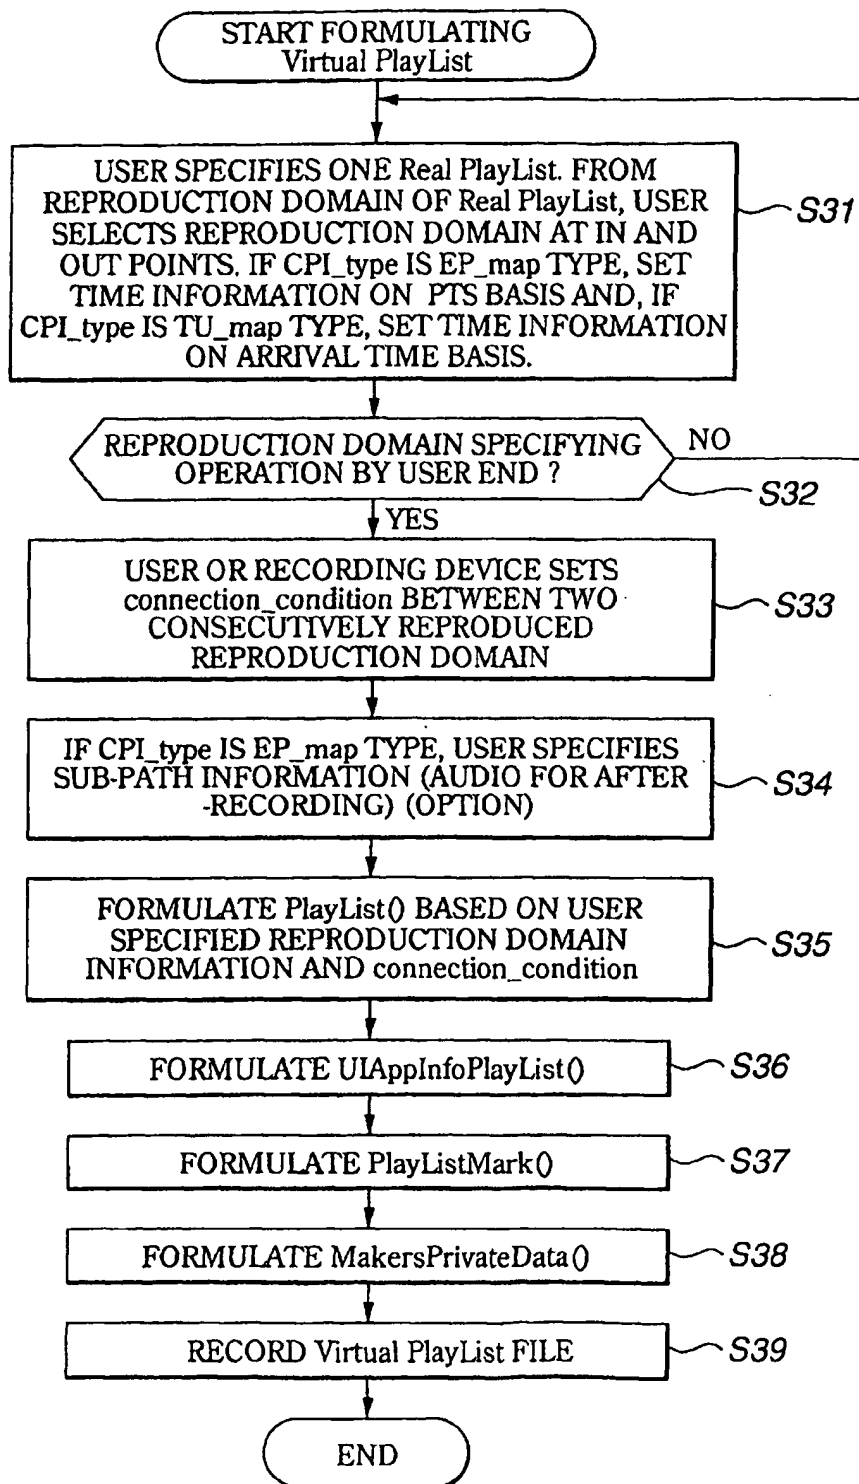 START FORMULATING
Virtual PlayList
USER SPECIFIES ONE Real PlayList. FROM
REPRODUCTION DOMAIN OF Real PlayList, USER
SELECTS REPRODUCTION DOMAIN AT IN AND
OUT POINTS. IF CPI_type IS EP_map TYPE, SET
TIME INFORMATION ON PTS BASIS AND, IF
CPI_type IS TU_map TYPE, SET TIME INFORMATION
ON ARRIVAL TIME BASIS.
S31
REPRODUCTION DOMAIN SPECIFYING
OPERATION BY USER END ?
NO
S32
YES
USER OR RECORDING DEVICE SETS
connection_condition BETWEEN TWO
CONSECUTIVELY REPRODUCED
REPRODUCTION DOMAIN
S33
IF CPI_type IS EP_map TYPE, USER SPECIFIES
SUB-PATH INFORMATION (AUDIO FOR AFTER
-RECORDING) (OPTION)
S34
FORMULATE PlayList() BASED ON USER
SPECIFIED REPRODUCTION DOMAIN
INFORMATION AND connection_condition
S35
FORMULATE UIAppInfoPlayList()
S36
FORMULATE PlayListMark()
S37
FORMULATE MakersPrivateData()
S38
RECORD Virtual PlayList FILE
S39
END